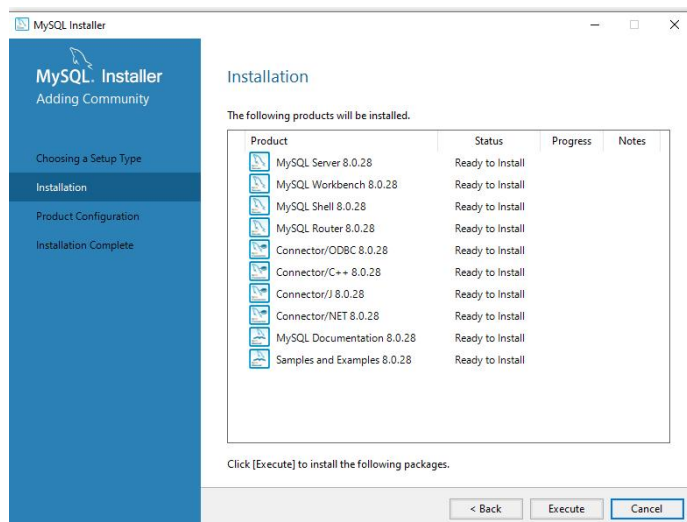 MySQL Installer
MySQL. Installer
Adding Community
Choosing a Setup Type
Installation
Product Configuration
Installation Complete
Installation
The following products will be installed.
Product Status Progress Notes
MySQL Server 8.0.28 Ready to Install
MySQL Workbench 8.0.28 Ready to Install
MySQL Shell 8.0.28 Ready to Install
MySQL Router 8.0.28 Ready to Install
Connector/ODBC 8.0.28 Ready to Install
Connector/C++ 8.0.28 Ready to Install
Connector/J 8.0.28 Ready to Install
Connector/NET 8.0.28 Ready to Install
MySQL Documentation 8.0.28 Ready to Install
Samples and Examples 8.0.28 Ready to Install
Click [Execute] to install the following packages.
< Back Execute Cancel